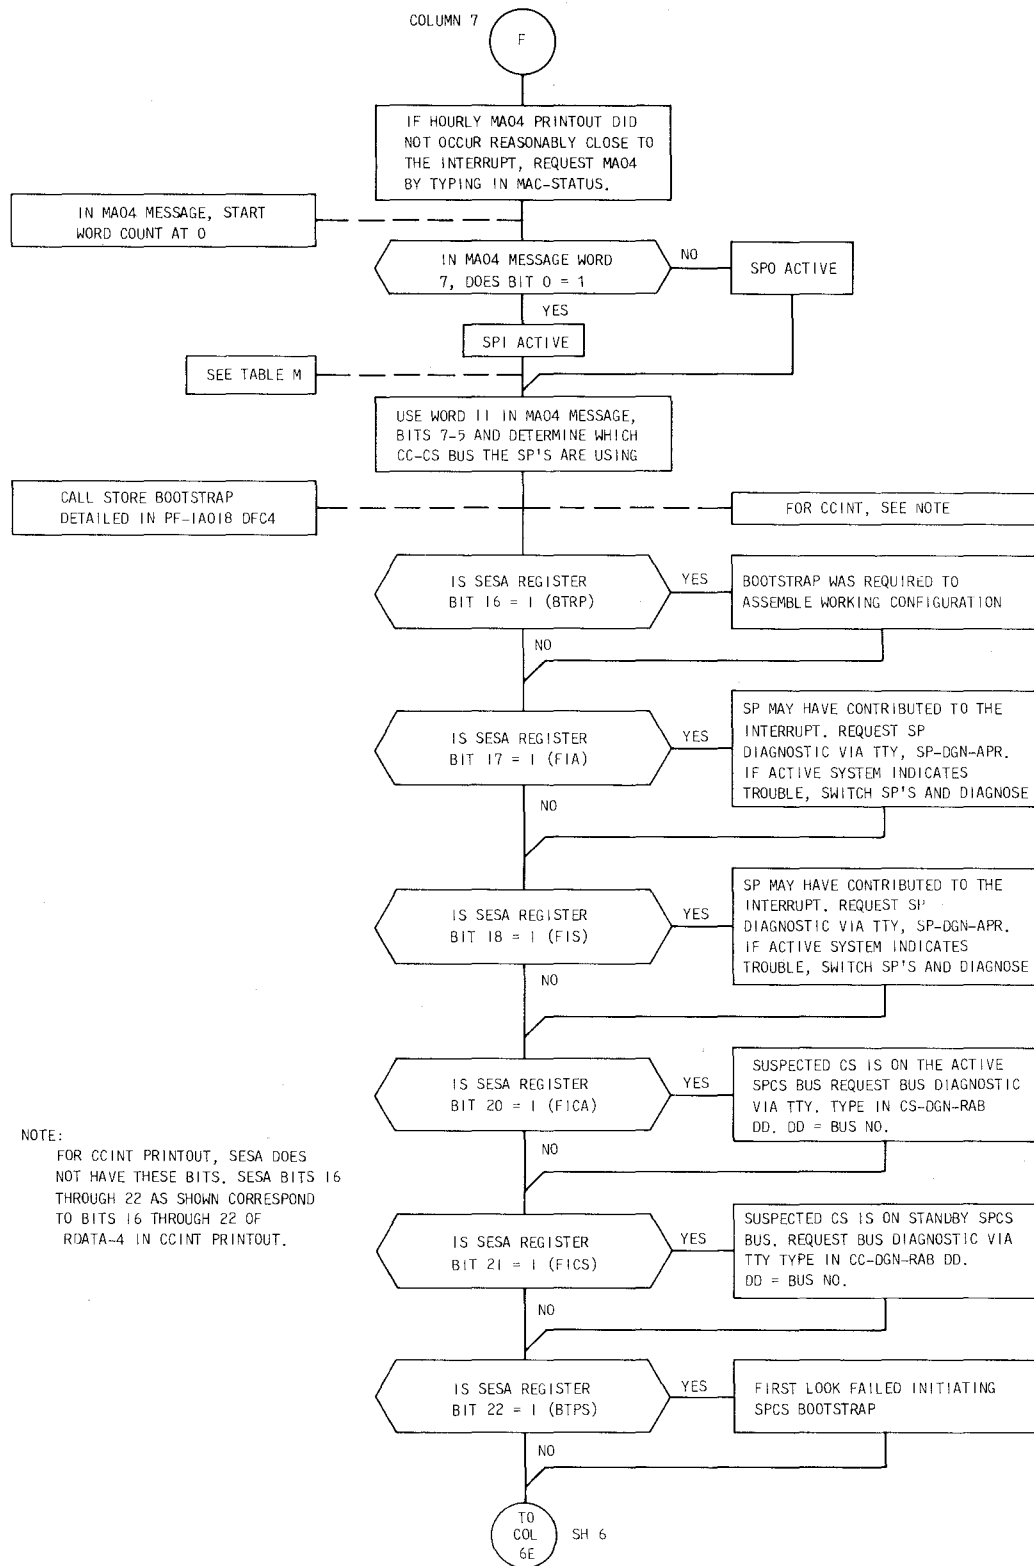 COLUMN 7
F
IF HOURLY MA04 PRINTOUT DID
NOT OCCUR REASONABLY CLOSE TO
THE INTERRUPT, REQUEST MA04
BY TYPING IN MAC-STATUS.
IN MA04 MESSAGE, START
WORD COUNT AT 0
IN MA04 MESSAGE WORD
7, DOES BIT 0 = 1
NO
SP0 ACTIVE
YES
SP1 ACTIVE
SEE TABLE M
USE WORD 11 IN MA04 MESSAGE,
BITS 7-5 AND DETERMINE WHICH
CC-CS BUS THE SP'S ARE USING
CALL STORE BOOTSTRAP
DETAILED IN PF-1A018 DFC4
FOR CCINT, SEE NOTE
IS SESA REGISTER
BIT 16 = 1 (BTRP)
YES
BOOTSTRAP WAS REQUIRED TO
ASSEMBLE WORKING CONFIGURATION
NO
IS SESA REGISTER
BIT 17 = 1 (FIA)
YES
SP MAY HAVE CONTRIBUTED TO THE
INTERRUPT. REQUEST SP
DIAGNOSTIC VIA TTY, SP-DGN-APR.
IF ACTIVE SYSTEM INDICATES
TROUBLE, SWITCH SP'S AND DIAGNOSE
NO
IS SESA REGISTER
BIT 18 = 1 (FIS)
YES
SP MAY HAVE CONTRIBUTED TO THE
INTERRUPT. REQUEST SP
DIAGNOSTIC VIA TTY, SP-DGN-APR.
IF ACTIVE SYSTEM INDICATES
TROUBLE, SWITCH SP'S AND DIAGNOSE
NO
IS SESA REGISTER
BIT 20 = 1 (FICA)
YES
SUSPECTED CS IS ON THE ACTIVE
SPCS BUS REQUEST BUS DIAGNOSTIC
VIA TTY. TYPE IN CS-DGN-RAB
DD. DD = BUS NO.
NO
NOTE:
FOR CCINT PRINTOUT, SESA DOES
NOT HAVE THESE BITS. SESA BITS 16
THROUGH 22 AS SHOWN CORRESPOND
TO BITS 16 THROUGH 22 OF
RDATA-4 IN CCINT PRINTOUT.
IS SESA REGISTER
BIT 21 = 1 (FICS)
YES
SUSPECTED CS IS ON STANDBY SPCS
BUS. REQUEST BUS DIAGNOSTIC VIA
TTY TYPE IN CC-DGN-RAB DD.
DD = BUS NO.
NO
IS SESA REGISTER
BIT 22 = 1 (BTPS)
YES
FIRST LOOK FAILED INITIATING
SPCS BOOTSTRAP
NO
TO
COL
6E
SH 6